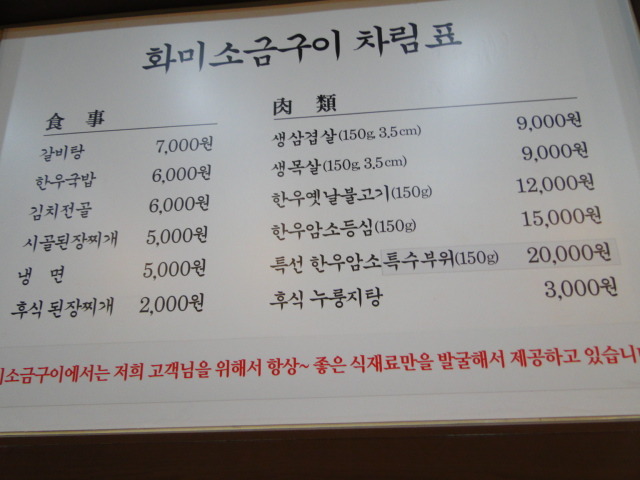 화미소금구이 차림표
食 事
갈비탕 7,000원
한우국밥 6,000원
김치전골 6,000원
시골된장찌개 5,000원
냉 면 5,000원
후식 된장찌개 2,000원
肉 類
생삼겹살(150g, 3.5cm) 9,000원
생목살(150g, 3.5cm) 9,000원
한우옛날불고기(150g) 12,000원
한우암소등심(150g) 15,000원
특선 한우암소특수부위(150g) 20,000원
후식 누룽지탕 3,000원
미소금구이에서는 저희 고객님을 위해서 항상~ 좋은 식재료만을 발굴해서 제공하고 있습니